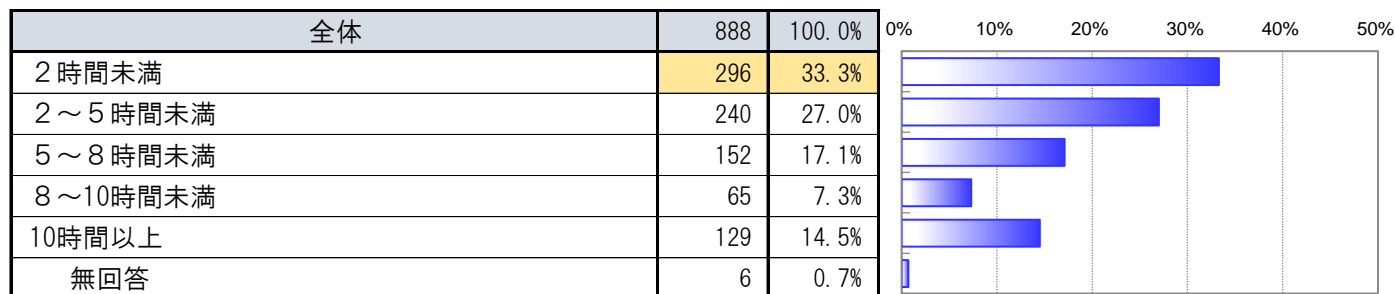 全体 888 100.0% 0% 10% 20% 30% 40% 50%
２時間未満 296 33.3%
２～５時間未満 240 27.0%
５～８時間未満 152 17.1%
８～10時間未満 65 7.3%
10時間以上 129 14.5%
無回答 6 0.7%